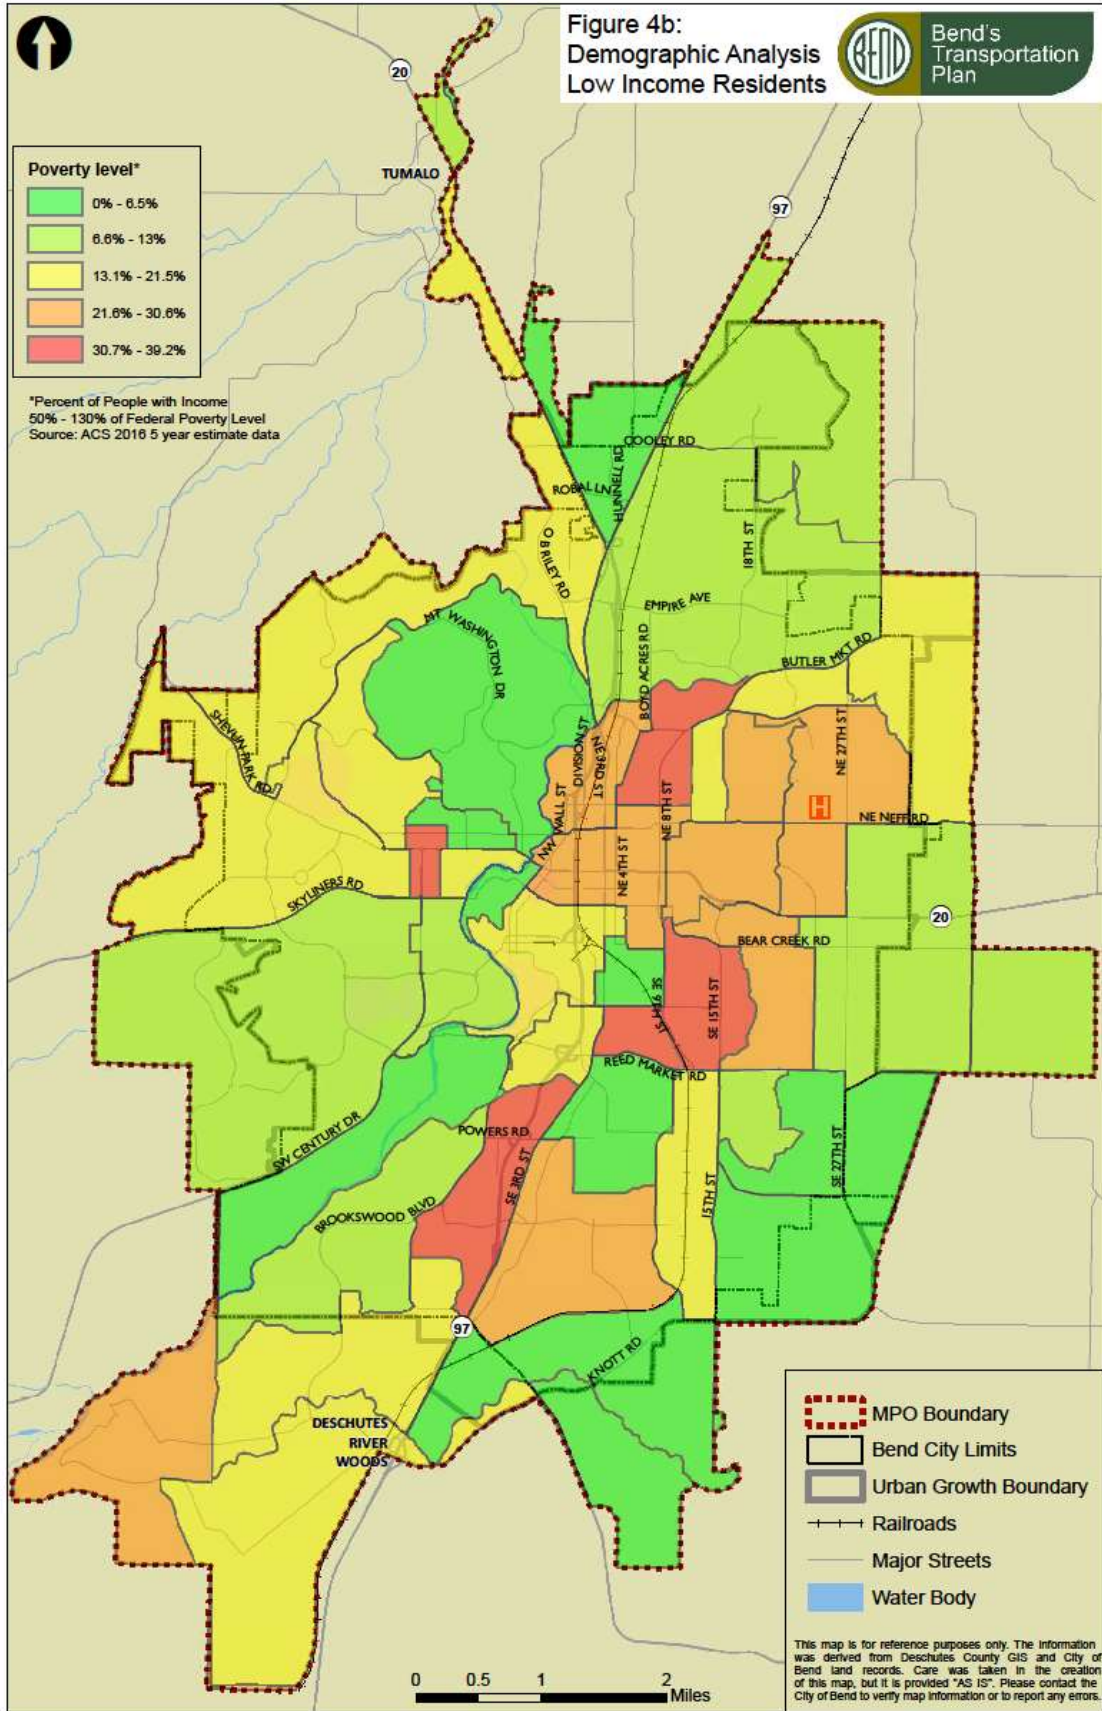 Figure 4b:
Demographic Analysis
Low Income Residents
BEND
Bend's
Transportation
Plan
20
TUMALO
97
Poverty level*
0% - 6.5%
6.6% - 13%
13.1% - 21.5%
21.6% - 30.6%
30.7% - 39.2%
*Percent of People with Income
50% - 130% of Federal Poverty Level
Source: ACS 2016 5 year estimate data
COOLEY RD
HUNNELL RD
ROBAL LN
18TH ST
O B RILEY RD
EMPIRE AVE
MT WASHINGTON DR
BOYD ACRES RD
BUTLER MKT RD
SHEVLIN PARK RD
DIVISION ST
NE 3RD ST
NE 27TH ST
NW WALL ST
H
NE 8TH ST
NE NEFF RD
NE 4TH ST
SKYLINERS RD
20
BEAR CREEK RD
SE 9TH ST
SE 15TH ST
REED MARKET RD
SW CENTURY DR
POWERS RD
SE 27TH ST
SE 3RD ST
15TH ST
BROOKSWOOD BLVD
97
KNOTT RD
DESCHUTES
RIVER
WOODS
MPO Boundary
Bend City Limits
Urban Growth Boundary
Railroads
Major Streets
Water Body
This map is for reference purposes only. The information
was derived from Deschutes County GIS and City of
Bend land records. Care was taken in the creation
of this map, but it is provided "AS IS". Please contact the
City of Bend to verify map information or to report any errors.
0 0.5 1 2
Miles